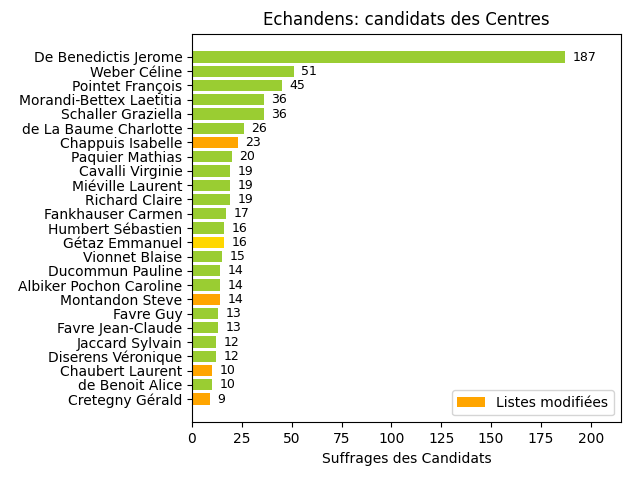 Echandens: candidats des Centres
De Benedictis Jerome 187
Weber Céline 51
Pointet François 45
Morandi-Bettex Laetitia 36
Schaller Graziella 36
de La Baume Charlotte 26
Chappuis Isabelle 23
Paquier Mathias 20
Cavalli Virginie 19
Miéville Laurent 19
Richard Claire 19
Fankhauser Carmen 17
Humbert Sébastien 16
Gétaz Emmanuel 16
Vionnet Blaise 15
Ducommun Pauline 14
Albiker Pochon Caroline 14
Montandon Steve 14
Favre Guy 13
Favre Jean-Claude 13
Jaccard Sylvain 12
Diserens Véronique 12
Chaubert Laurent 10
de Benoit Alice 10
Cretegny Gérald 9
Listes modifiées
0 25 50 75 100 125 150 175 200
Suffrages des Candidats